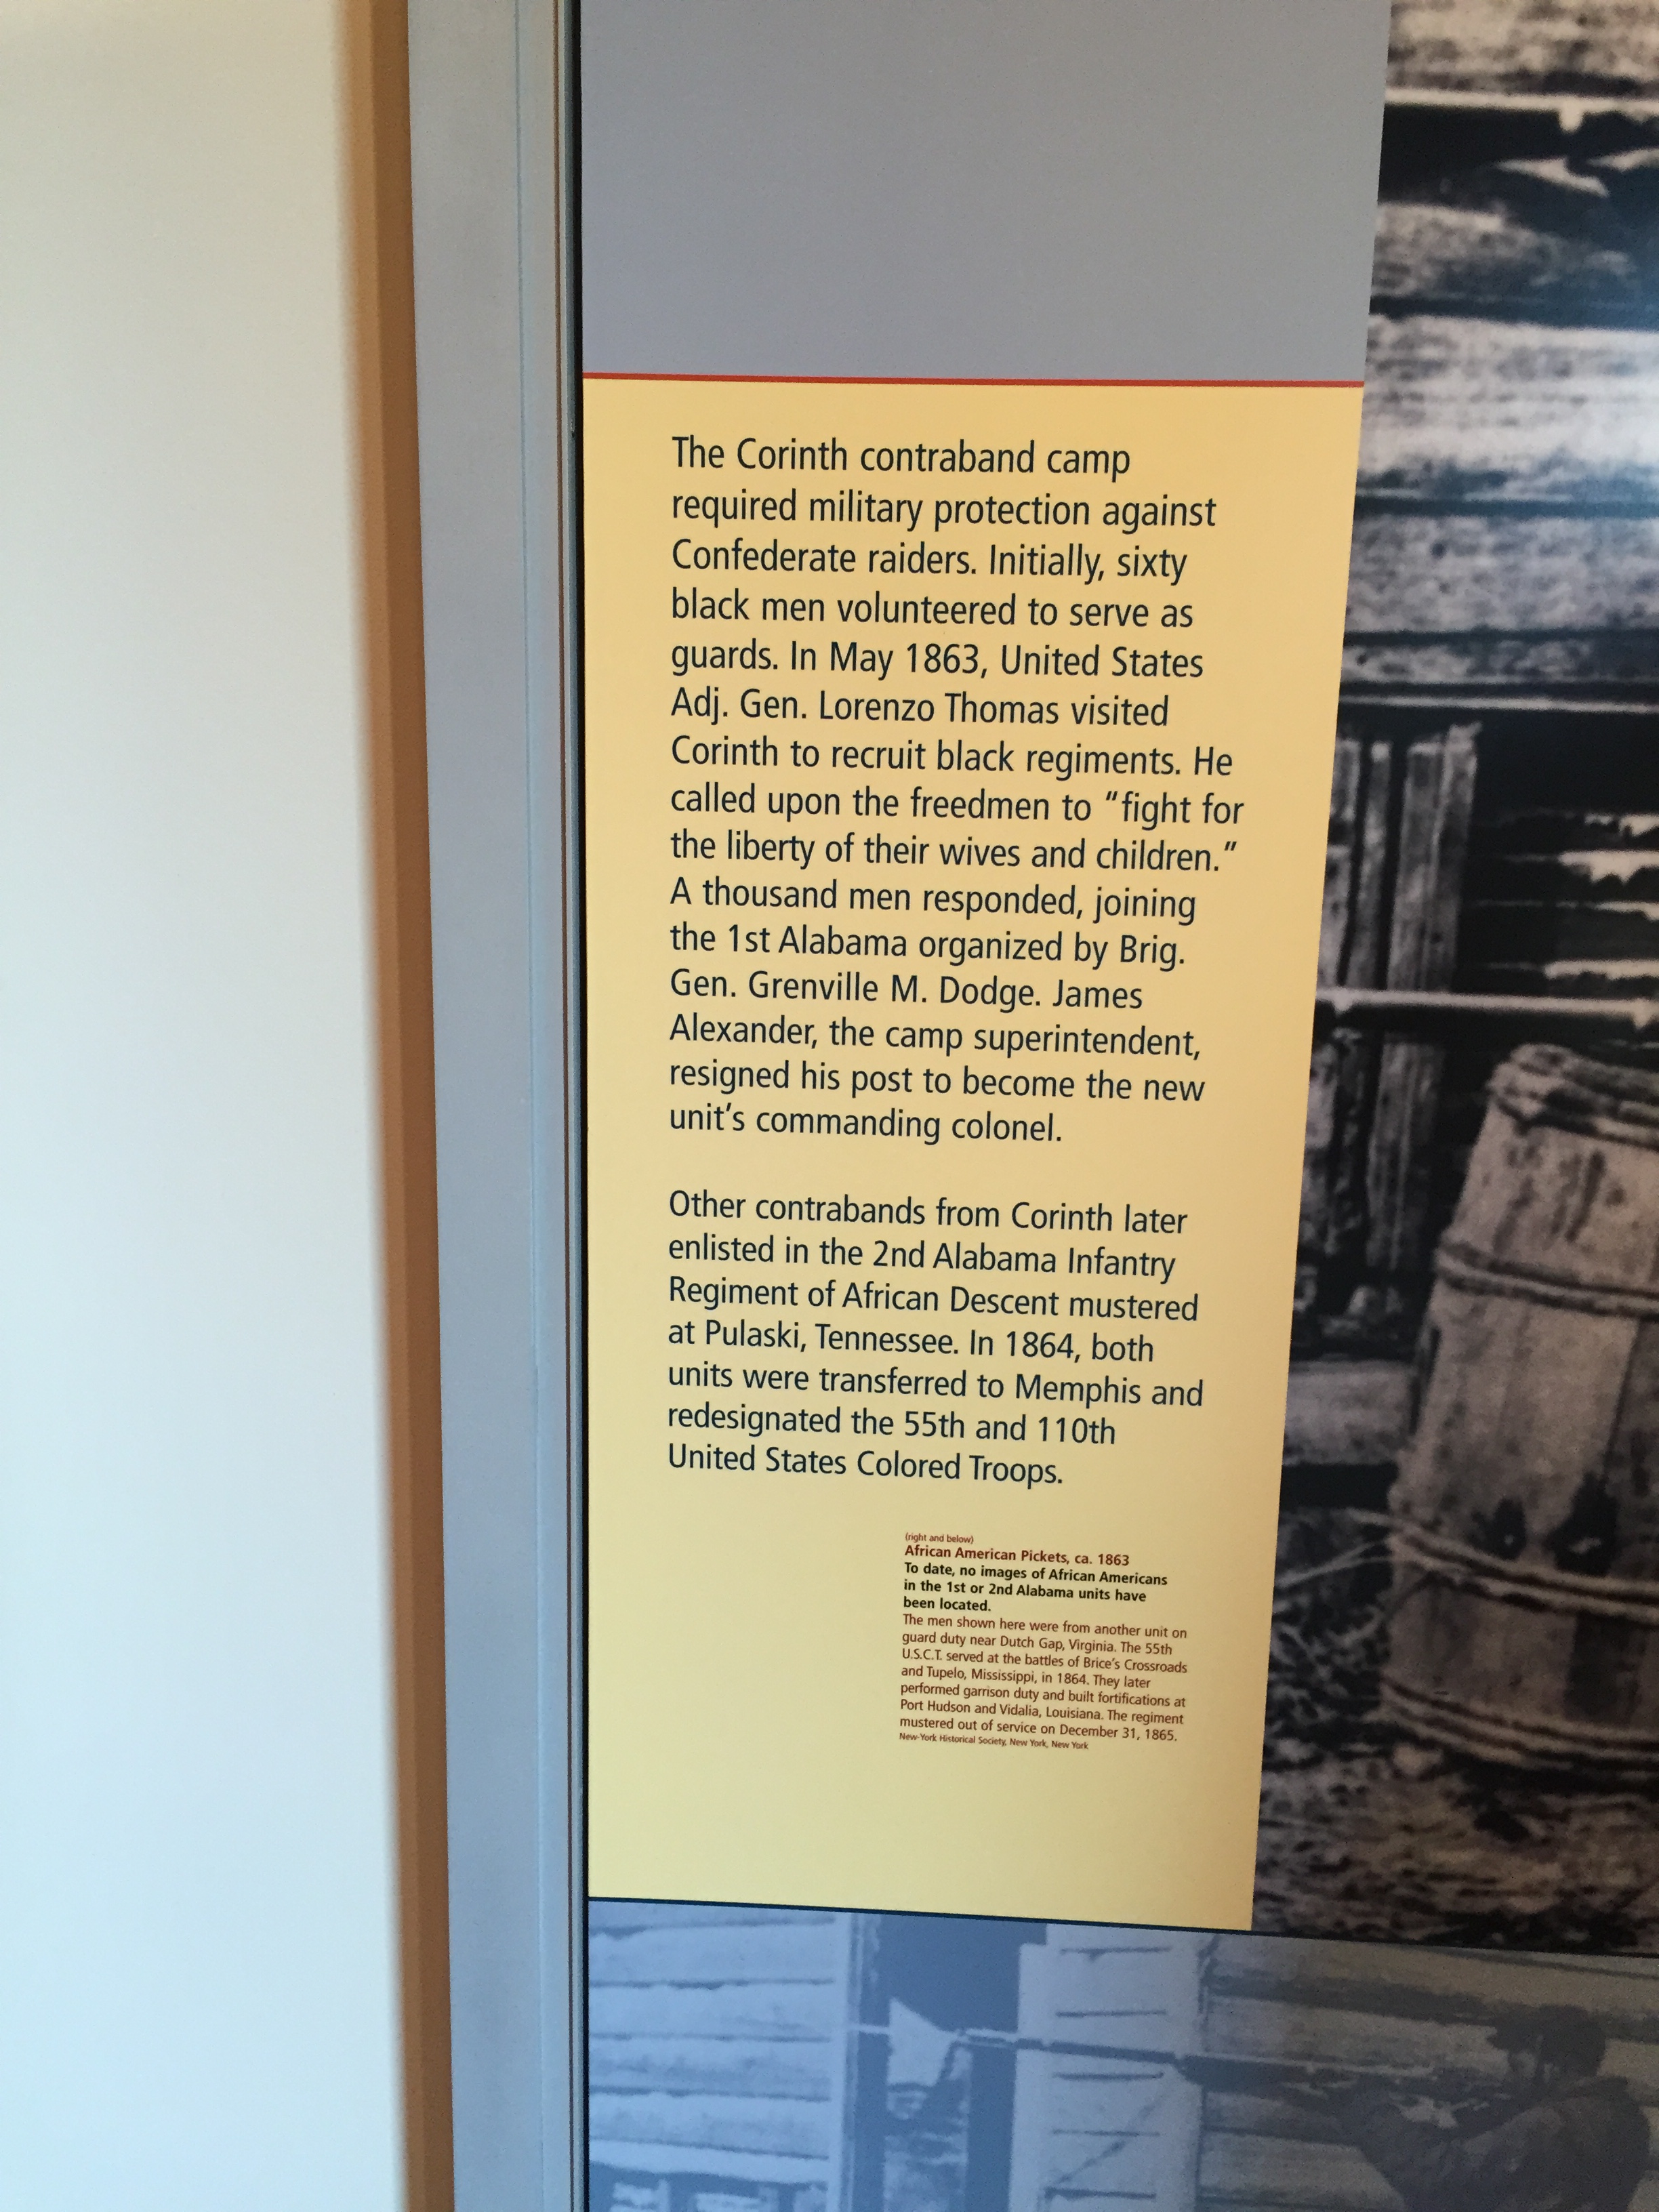 The Corinth contraband camp
required military protection against
Confederate raiders. Initially, sixty
black men volunteered to serve as
guards. In May 1863, United States
Adj. Gen. Lorenzo Thomas visited
Corinth to recruit black regiments. He
called upon the freedmen to “fight for
the liberty of their wives and children.”
A thousand men responded, joining
the 1st Alabama organized by Brig.
Gen. Grenville M. Dodge. James
Alexander, the camp superintendent,
resigned his post to become the new
unit’s commanding colonel.
Other contrabands from Corinth later
enlisted in the 2nd Alabama Infantry
Regiment of African Descent mustered
at Pulaski, Tennessee. In 1864, both
units were transferred to Memphis and
redesignated the 55th and 110th
United States Colored Troops.
(right and below)
African American Pickets, ca. 1863
To date, no images of African Americans
in the 1st or 2nd Alabama units have
been located.
The men shown here were from another unit on
guard duty near Dutch Gap, Virginia. The 55th
U.S.C.T. served at the battles of Brice’s Crossroads
and Tupelo, Mississippi, in 1864. They later
performed garrison duty and built fortifications at
Port Hudson and Vidalia, Louisiana. The regiment
mustered out of service on December 31, 1865.
New-York Historical Society, New York, New York